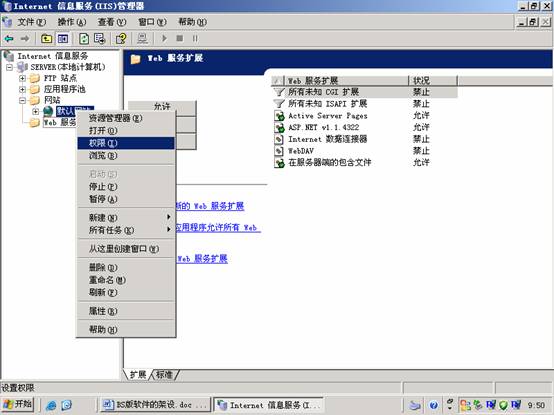 Internet 信息服务(IIS)管理器
文件(F) 操作(A) 查看(V) 窗口(W) 帮助(H)
Internet 信息服务
SERVER(本地计算机)
FTP 站点
应用程序池
网站
默认网站
Web 服务
资源管理器(E)
打开(O)
权限(I)
浏览(B)
启动(S)
停止(P)
暂停(A)
新建(N)
所有任务(K)
从这里创建窗口(W)
删除(D)
重命名(M)
刷新(F)
属性(R)
帮助(H)
Web 服务扩展
允许
新的 Web 服务扩展
应用程序允许所有 Web
Web 服务扩展
Web 服务扩展 状况
所有未知 CGI 扩展 禁止
所有未知 ISAPI 扩展 禁止
Active Server Pages 允许
ASP.NET v1.1.4322 允许
Internet 数据连接器 禁止
WebDAV 禁止
在服务器端的包含文件 允许
扩展 标准
设置权限
开始 BS版软件的架设.doc ... Internet 信息服务(I... 9:50